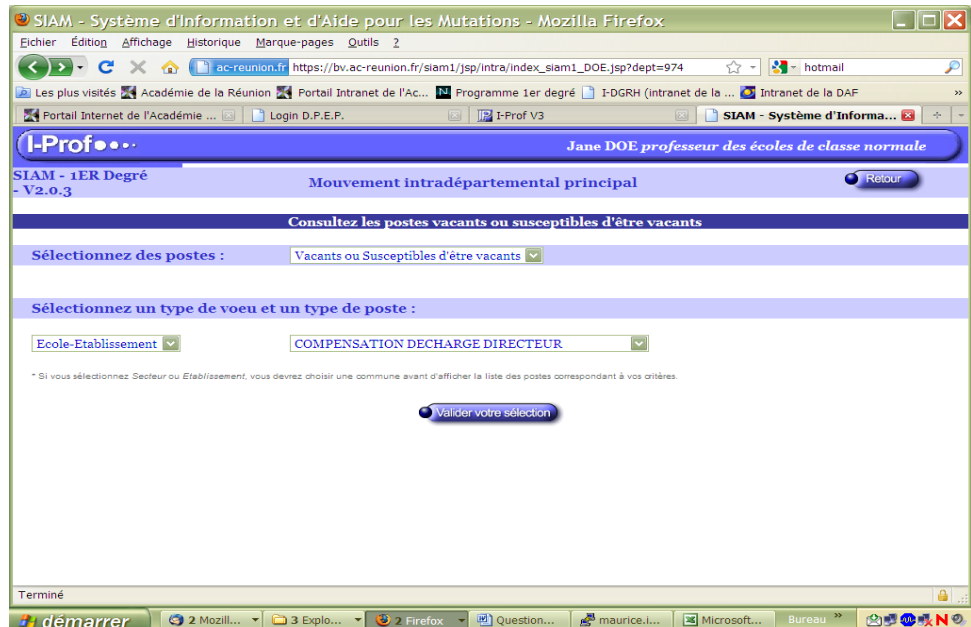 SIAM - Système d'Information et d'Aide pour les Mutations - Mozilla Firefox
Fichier Édition Affichage Historique Marque-pages Outils ?
ac-reunion.fr https://bv.ac-reunion.fr/siam1/jsp/intra/index_siam1_DOE.jsp?dept=974 hotmail
Les plus visités Académie de la Réunion Portail Intranet de l'Ac... Programme 1er degré I-DGRH (intranet de la ... Intranet de la DAF »
Portail Internet de l'Académie ... Login D.P.E.P. I-Prof V3 SIAM - Système d'Informa...
I-Prof Jane DOE professeur des écoles de classe normale
SIAM - 1ER Degré
- V2.0.3
Mouvement intradépartemental principal Retour
Consultez les postes vacants ou susceptibles d'être vacants
Sélectionnez des postes : Vacants ou Susceptibles d'être vacants
Sélectionnez un type de voeu et un type de poste :
Ecole-Etablissement COMPENSATION DECHARGE DIRECTEUR
* Si vous sélectionnez Secteur ou Etablissement, vous devrez choisir une commune avant d'afficher la liste des postes correspondant à vos critères.
Valider votre sélection
Terminé
démarrer 2 Mozill... 3 Explo... 2 Firefox Question... maurice.i... Microsoft... Bureau »